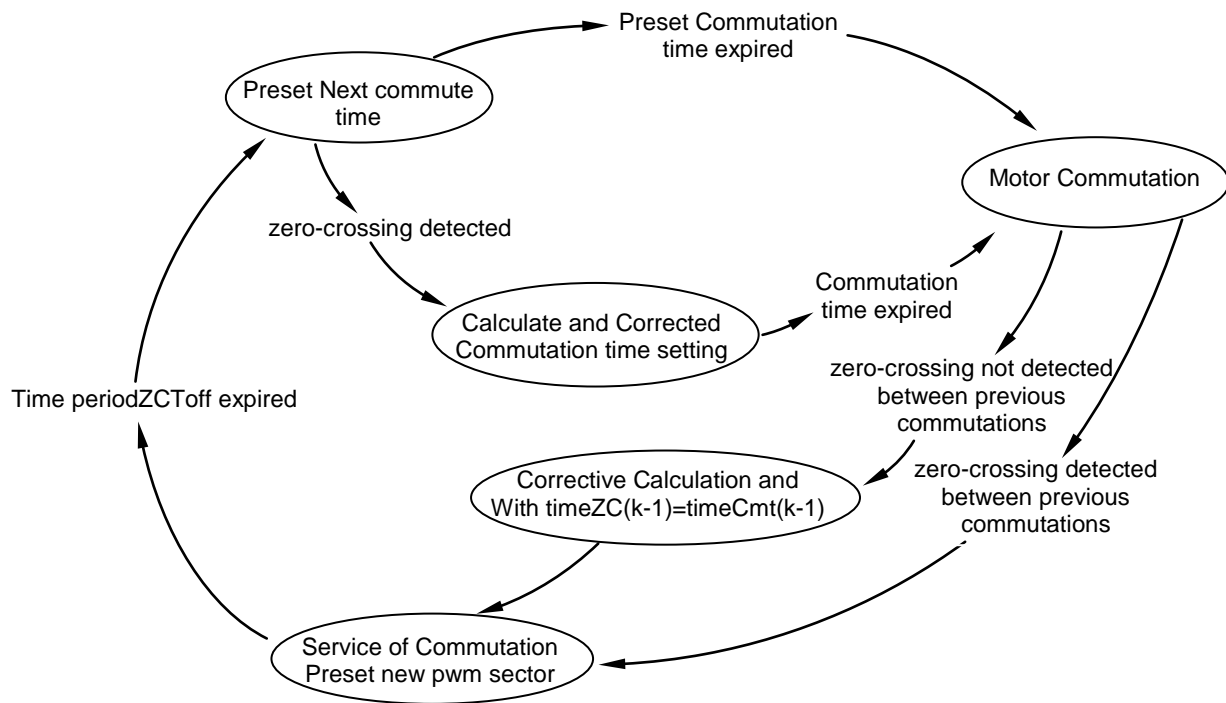 Preset Commutation
time expired
Preset Next commute
time
Motor Commutation
zero-crossing detected
Commutation
time expired
Calculate and Corrected
Commutation time setting
zero-crossing not detected
between previous
commutations
Time periodZCToff expired
zero-crossing detected
between previous
commutations
Corrective Calculation and
With timeZC(k-1)=timeCmt(k-1)
Service of Commutation
Preset new pwm sector